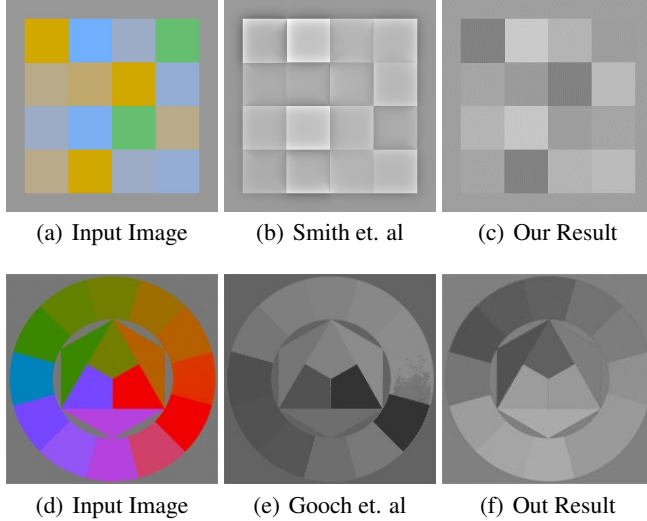 (a) Input Image (b) Smith et. al (c) Our Result
(d) Input Image (e) Gooch et. al (f) Out Result